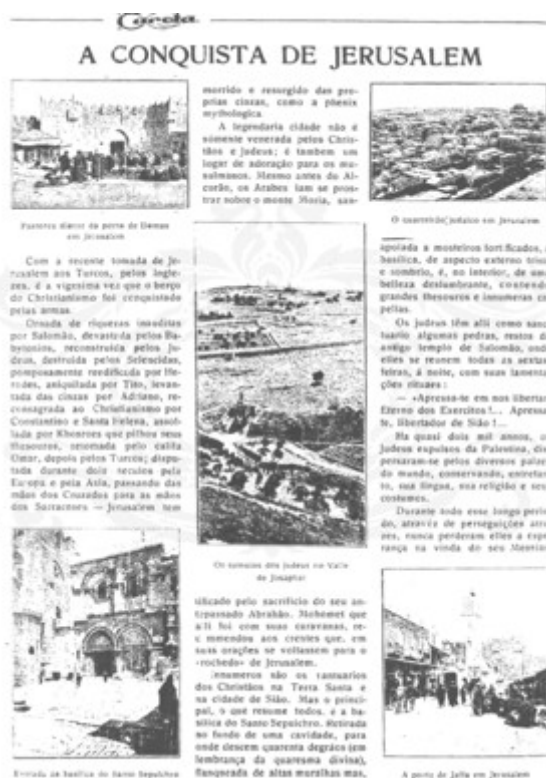 Careta
A CONQUISTA DE JERUSALEM
em Jerusalem
Com a recente tomada de Je-
rusalem aos Turcos, pelos ingle-
zes, é a vigesima vez que o berço
do Christianismo foi conquistado
pelas armas.
Ornada de riquezas inauditas
por Salomão, devastada pelos Ba-
bylonios, reconstruida pelos Ju-
deus, destruida pelos Selencidas,
pomposamente reedificada por He-
rodes, aniquilada por Tito, levan-
tada das cinzas por Adriano, re-
consagrada ao Christianismo por
Constantino e Santa Helena, assol-
lada por Khosroes que pilhou seus
thesouros, retomada pelo califa
Omar, depois pelos Turcos; dispu-
tada durante dois seculos pela
Europa e pela Asia, passando das
mãos dos Cruzados para as mãos
dos Sarracenos — Jerusalem tem
Entrada da basilica do Santo Sepulchro
morrido e resurgido das pro-
prias cinzas, como a phenix
mythologica.
A legendaria cidade não é
sómente venerada pelos Chris-
tãos e Judeus; é tambem um
logar de adoração para os mu-
sulmanos. Mesmo antes do Al-
corão, os Arabes iam se pros-
trar sobre o monte Moria, san-
Os tumulos dos judeus no Valle
de Josaphat
tificado pelo sacrificio do seu an-
tepassado Abrahão. Mohomet que
alli foi com suas caravanas, re-
commendou aos crentes que, em
suas orações se voltassem para o
«rochedo» de Jerusalem.
Innumeros são os santuarios
dos Christãos na Terra Santa e
na cidade de Sião. Mas o princi-
pal, o que resume todos, é a ba-
silica do Santo Sepulchro. Retirada
no fundo de uma cavidade, para
onde descem quarenta degráos (em
lembrança da quaresma divina),
flanqueada de altas muralhas mas,
O quarteirão judaico em Jerusalem
apoiada a mosteiros fortificados, a
basilica, de aspecto externo triste
e sombrio, é, no interior, de uma
belleza deslumbrante, contendo
grandes thesouros e innumeras ca-
pellas.
Os judeus têm alli como sanc-
tuario algumas pedras, restos do
antigo templo de Salomão, onde
elles se reunem todas as sextas-
feiras, á noite, com suas lamenta-
ções rituaes:
— «Apressa-te em nos libertar
Eterno dos Exercitos!... Apressa-
te, libertador de Sião!...
Ha quasi dois mil annos, os
Judeus expulsos da Palestina, dis-
persaram-se pelos diversos paizes
do mundo, conservando, entretan-
to, sua lingua, sua religião e seus
costumes.
Durante todo esse longo perio-
do, através de perseguições atro-
zes, nunca perderam elles a espe-
rança na vinda do seu Messias
A porta de Jaffa em Jerusalem